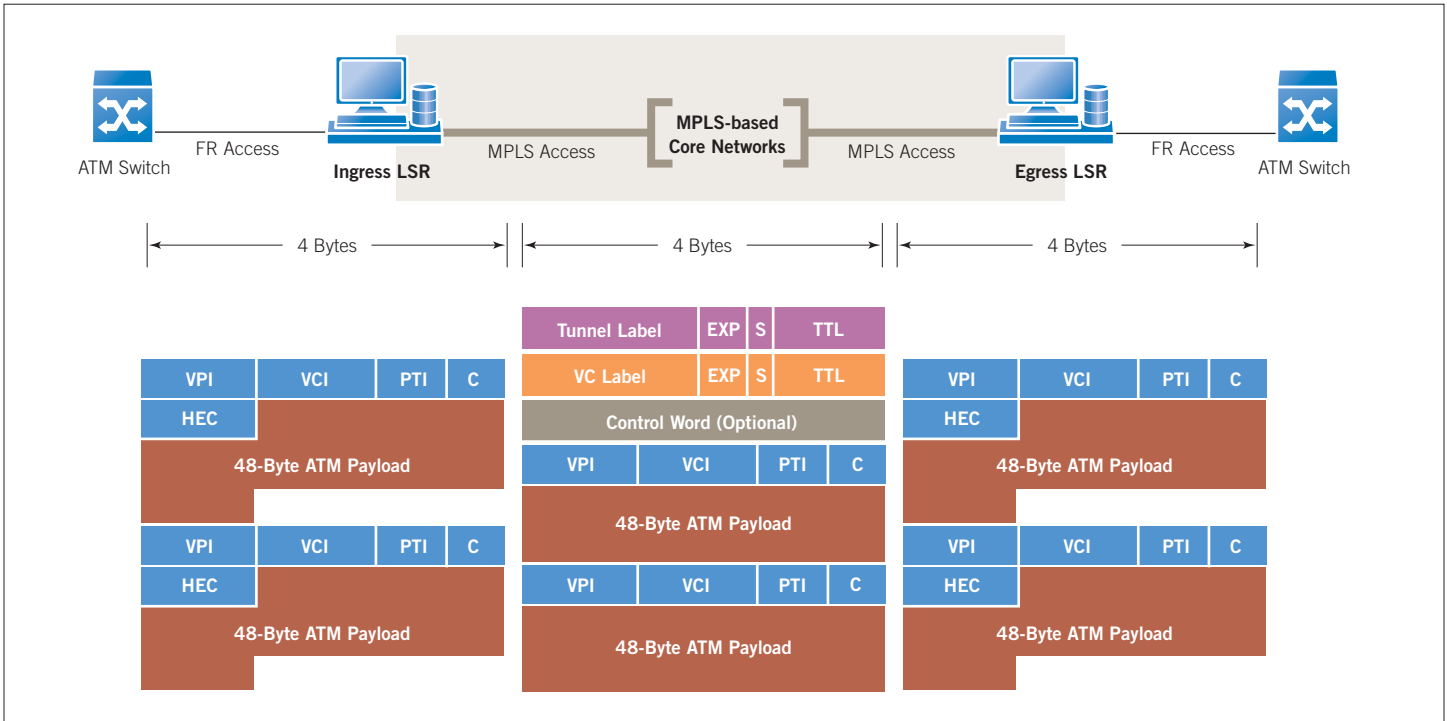 ATM Switch
FR Access
Ingress LSR
MPLS Access
MPLS-based
Core Networks
MPLS Access
Egress LSR
FR Access
ATM Switch
4 Bytes
4 Bytes
4 Bytes
Tunnel Label EXP S TTL
VC Label EXP S TTL
Control Word (Optional)
VPI VCI PTI C
HEC
48-Byte ATM Payload
VPI VCI PTI C
HEC
48-Byte ATM Payload
VPI VCI PTI C
48-Byte ATM Payload
VPI VCI PTI C
48-Byte ATM Payload
VPI VCI PTI C
HEC
48-Byte ATM Payload
VPI VCI PTI C
HEC
48-Byte ATM Payload